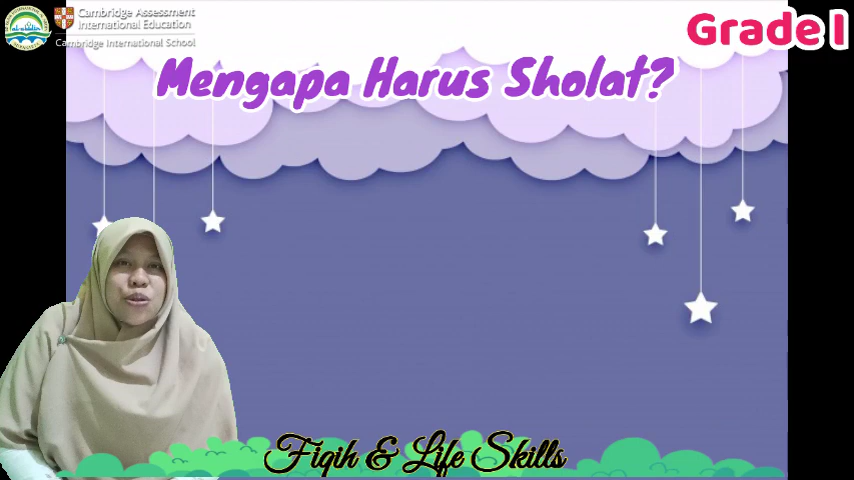 Cambridge Assessment
International Education
Cambridge International School
Grade 1
Mengapa Harus Sholat?
Fiqih & Life Skills